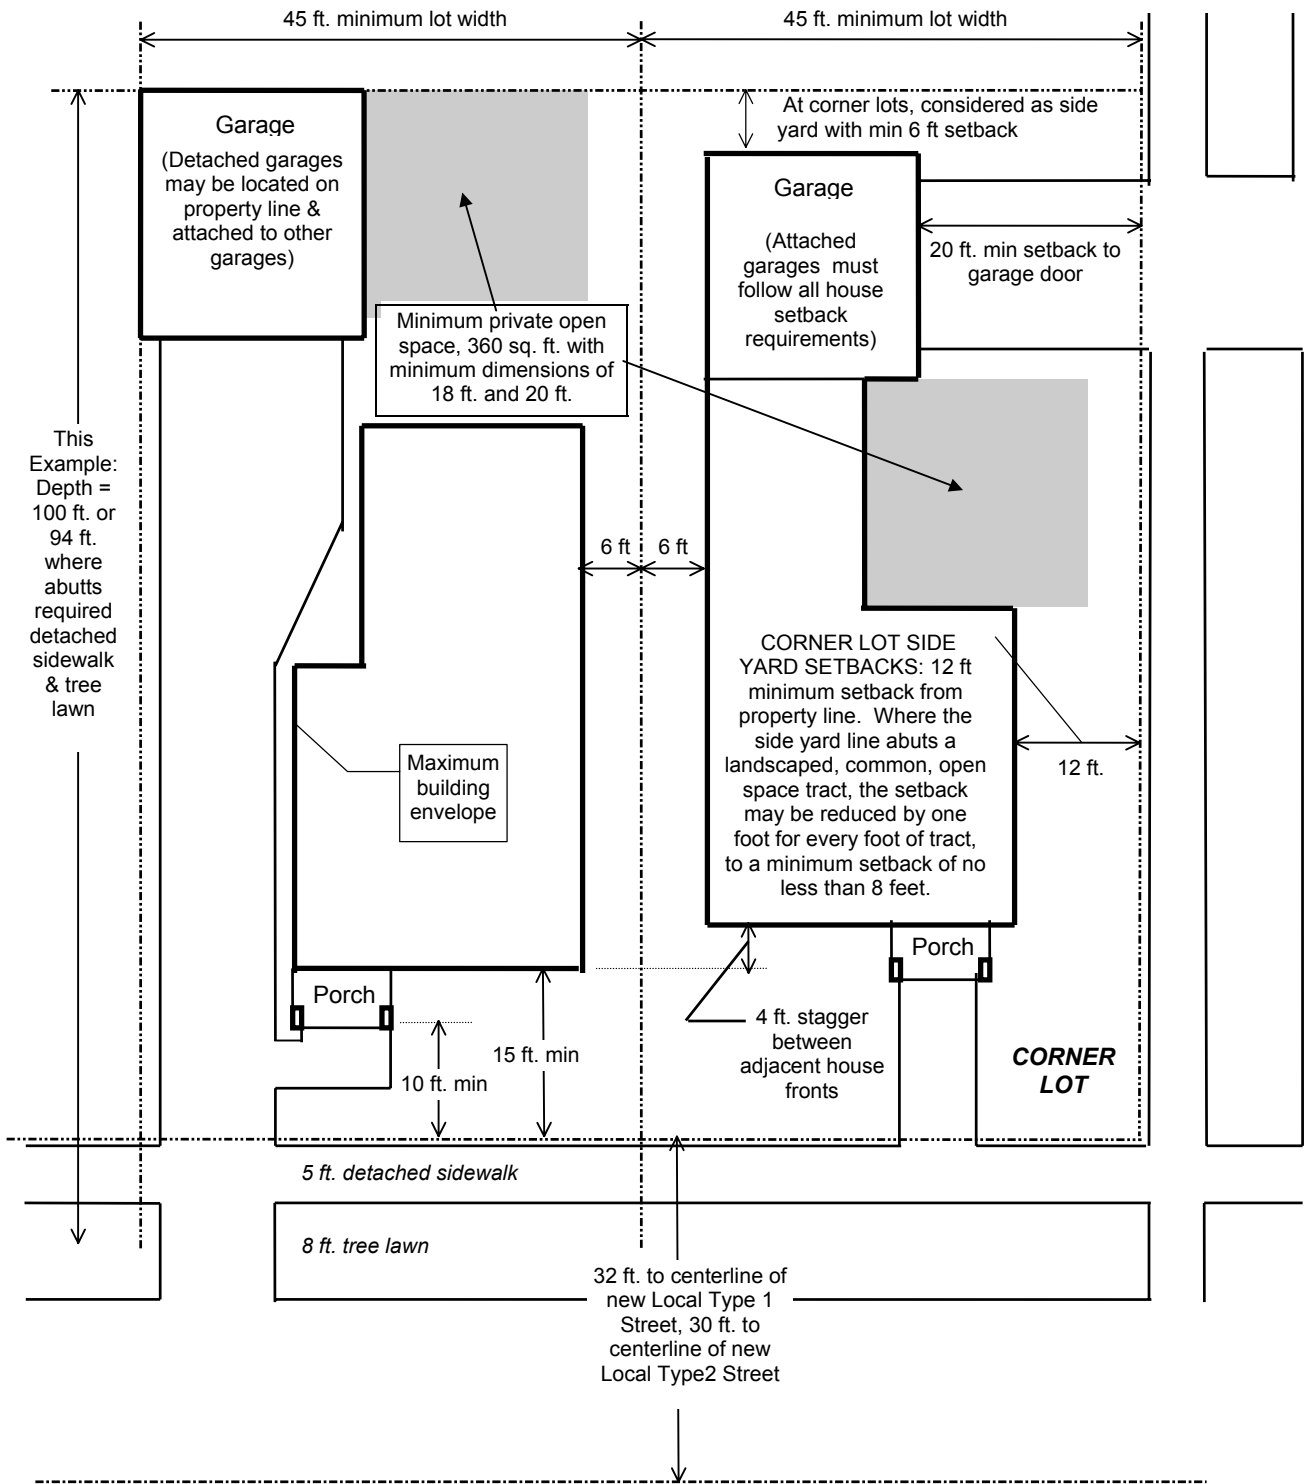 45 ft. minimum lot width
45 ft. minimum lot width
At corner lots, considered as side
yard with min 6 ft setback
Garage
(Detached garages
may be located on
property line &
attached to other
garages)
Garage
(Attached
garages must
follow all house
setback
requirements)
20 ft. min setback to
garage door
Minimum private open
space, 360 sq. ft. with
minimum dimensions of
18 ft. and 20 ft.
This
Example:
Depth =
100 ft. or
94 ft.
where
abutts
required
detached
sidewalk
& tree
lawn
6 ft
6 ft
CORNER LOT SIDE
YARD SETBACKS: 12 ft
minimum setback from
property line. Where the
side yard line abuts a
landscaped, common, open
space tract, the setback
may be reduced by one
foot for every foot of tract,
to a minimum setback of no
less than 8 feet.
12 ft.
Maximum
building
envelope
Porch
Porch
15 ft. min
10 ft. min
4 ft. stagger
between
adjacent house
fronts
CORNER
LOT
5 ft. detached sidewalk
8 ft. tree lawn
32 ft. to centerline of
new Local Type 1
Street, 30 ft. to
centerline of new
Local Type2 Street